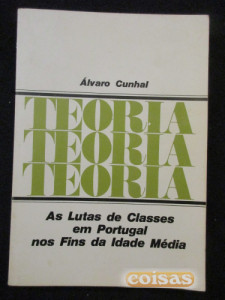 Álvaro Cunhal
TEORIA
TEORIA
TEORIA
As Lutas de Classes
em Portugal
nos Fins da Idade Média
coisas